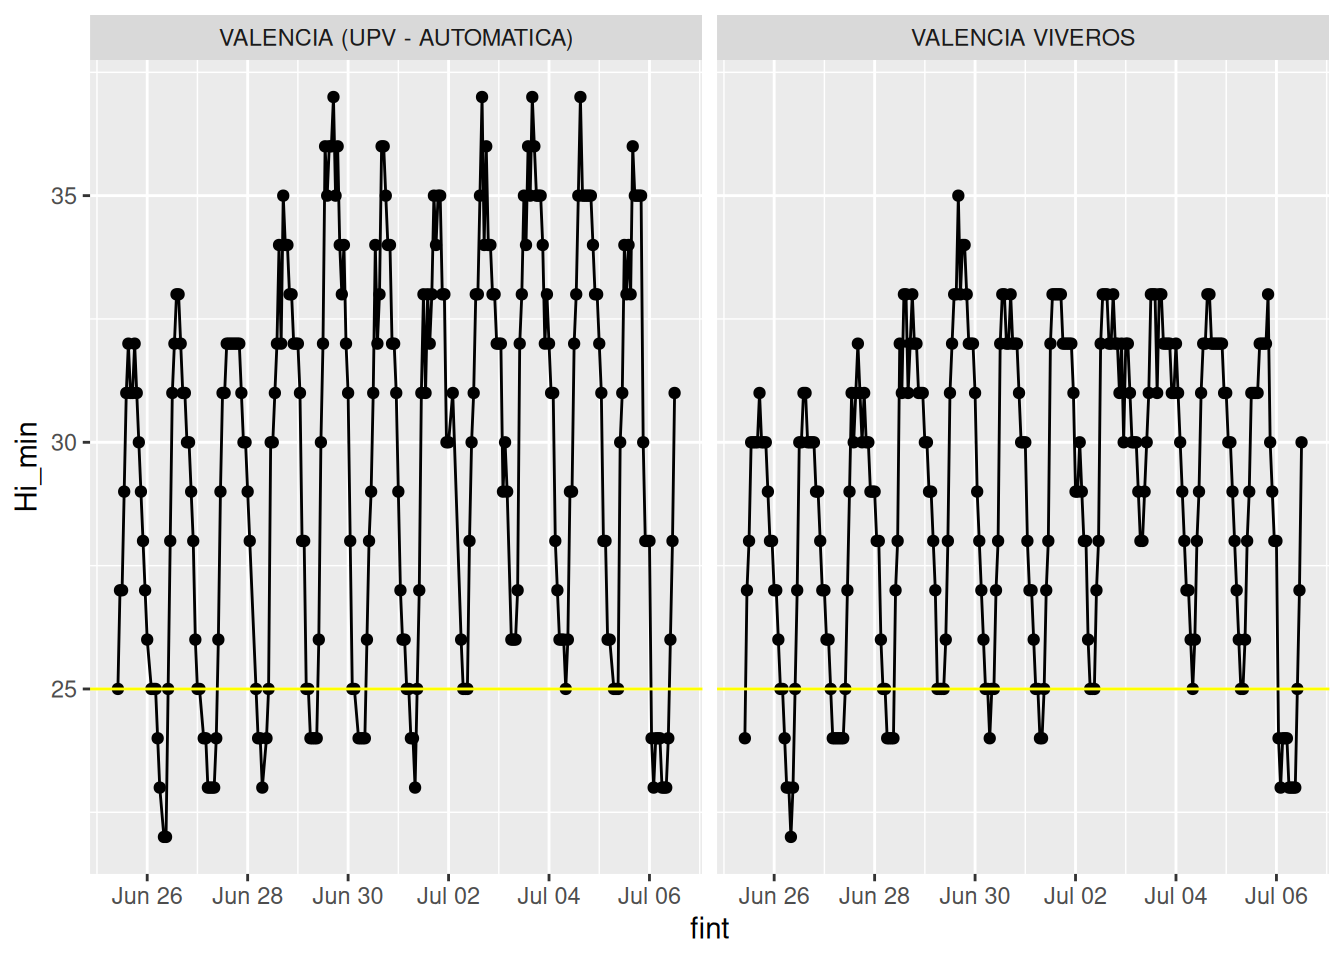 VALENCIA (UPV - AUTOMATICA)
VALENCIA VIVEROS
Hi_min
35
30
25
Jun 26 Jun 28 Jun 30 Jul 02 Jul 04 Jul 06
Jun 26 Jun 28 Jun 30 Jul 02 Jul 04 Jul 06
fint